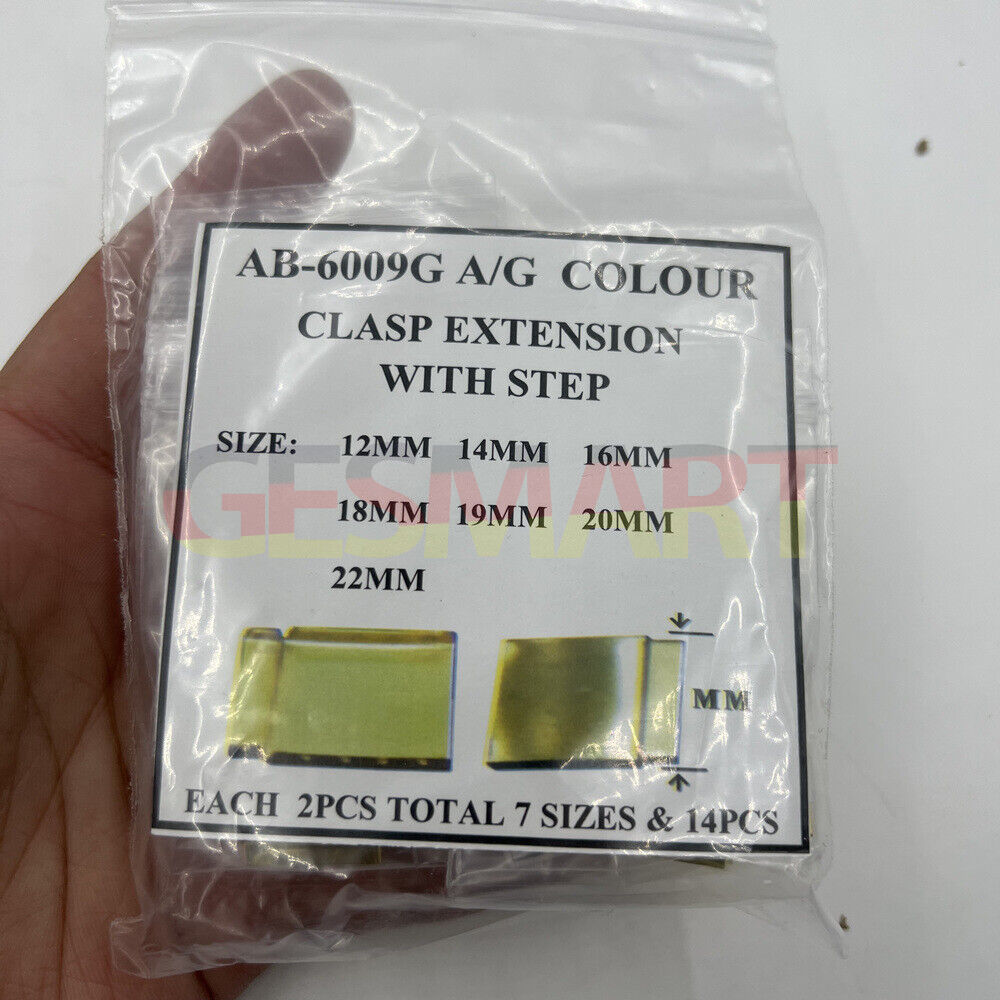 AB-6009G A/G COLOUR
CLASP EXTENSION
WITH STEP
SIZE: 12MM 14MM 16MM
GESMART
18MM 19MM 20MM
22MM
MM
EACH 2PCS TOTAL 7 SIZES & 14PCS